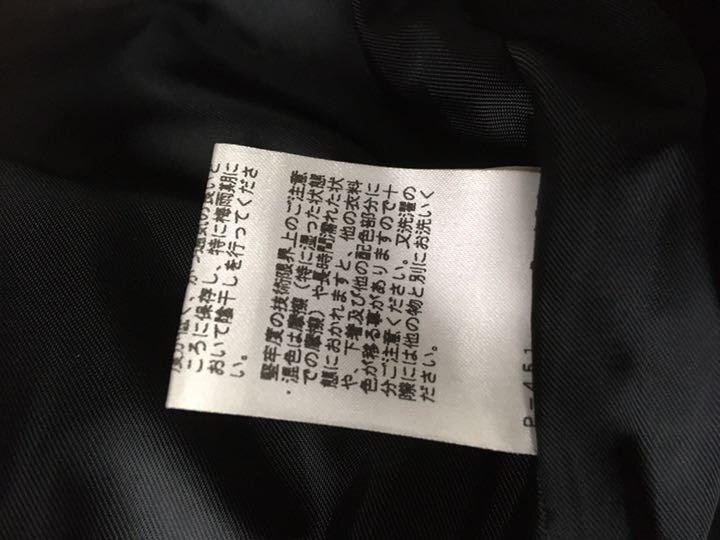 ころに保存し、特に梅雨期に
おいて陰干しを行ってくださ
い。
堅牢度の技術限界上のご注意
・濃色は摩擦（特に湿った状態
での摩擦）や長時間濡れた状
態におかれますと、他の衣料
や、下着及び他の配色部分に
色が移る事がありますので十
分ご注意ください。又洗濯の
際には他の物と別にお洗いく
ださい。
P-451